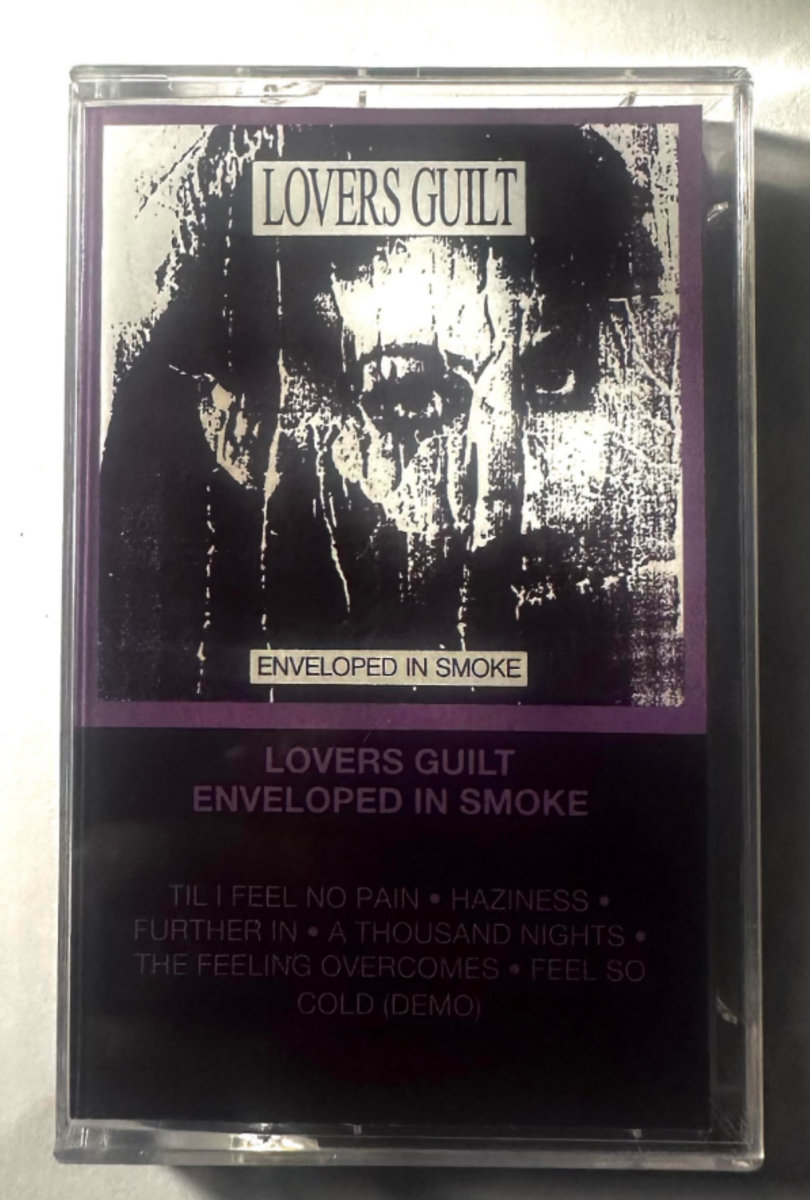 LOVERS GUILT
ENVELOPED IN SMOKE
LOVERS GUILT
ENVELOPED IN SMOKE
TIL I FEEL NO PAIN • HAZINESS •
FURTHER IN • A THOUSAND NIGHTS •
THE FEELING OVERCOMES • FEEL SO
COLD (DEMO)